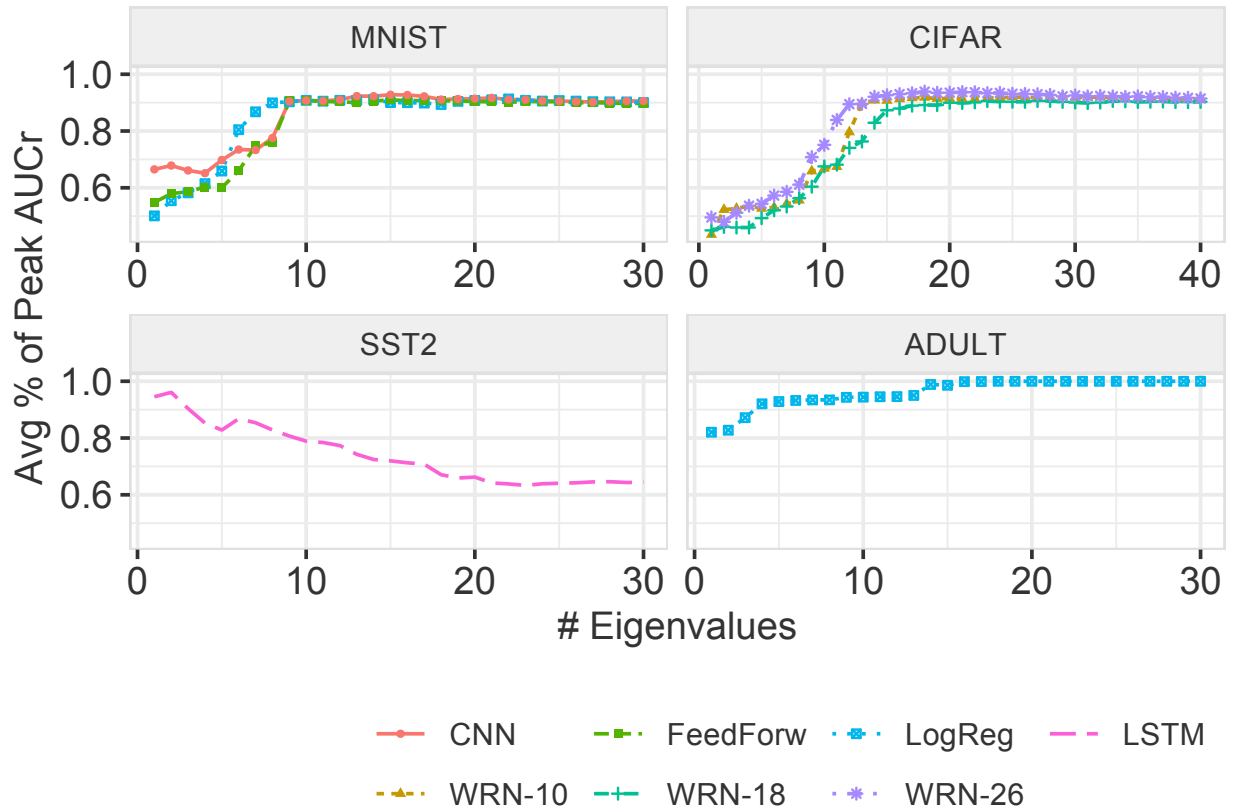 MNIST CIFAR
1.0
0.8
0.6
0 10 20 30 0 10 20 30 40
SST2 ADULT
1.0
0.8
0.6
0 10 20 30 0 10 20 30
Avg % of Peak AUCr
# Eigenvalues
CNN FeedForw LogReg LSTM
WRN-10 WRN-18 WRN-26